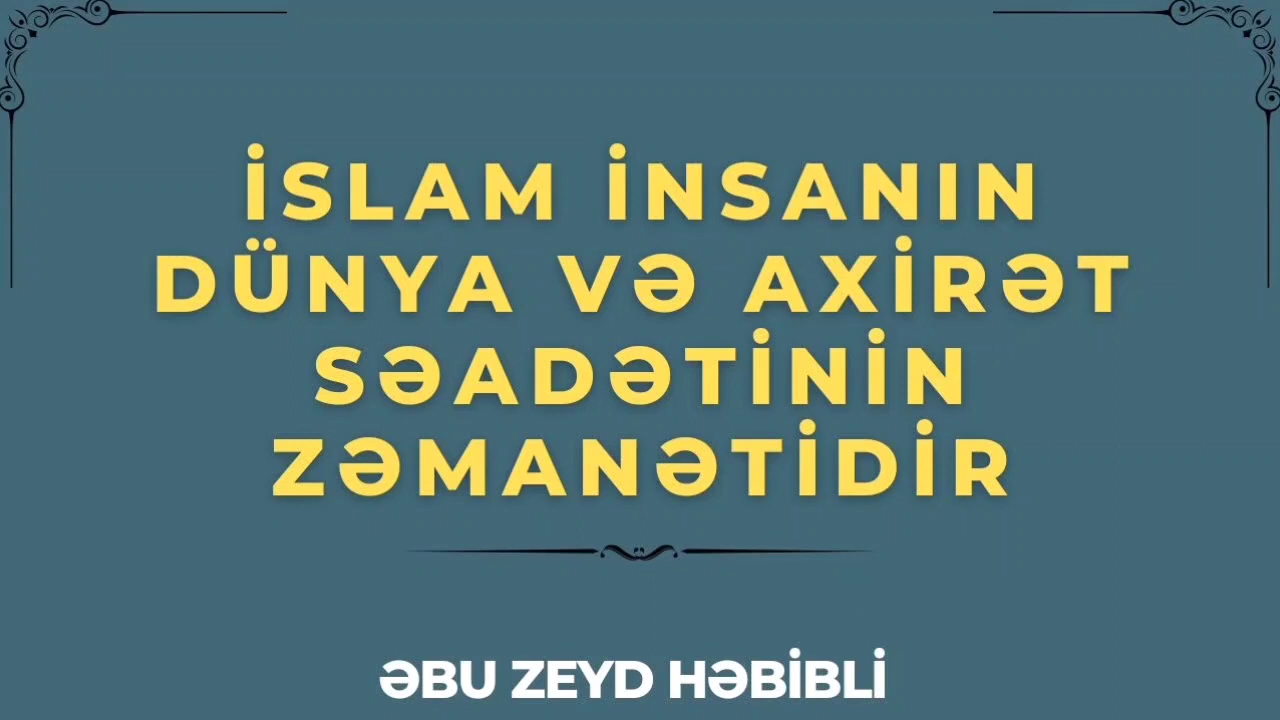 İSLAM İNSANIN
DÜNYA VƏ AXİRƏT
SƏADƏTİNİN
ZƏMANƏTİDİR
ƏBU ZEYD HƏBİBLİ